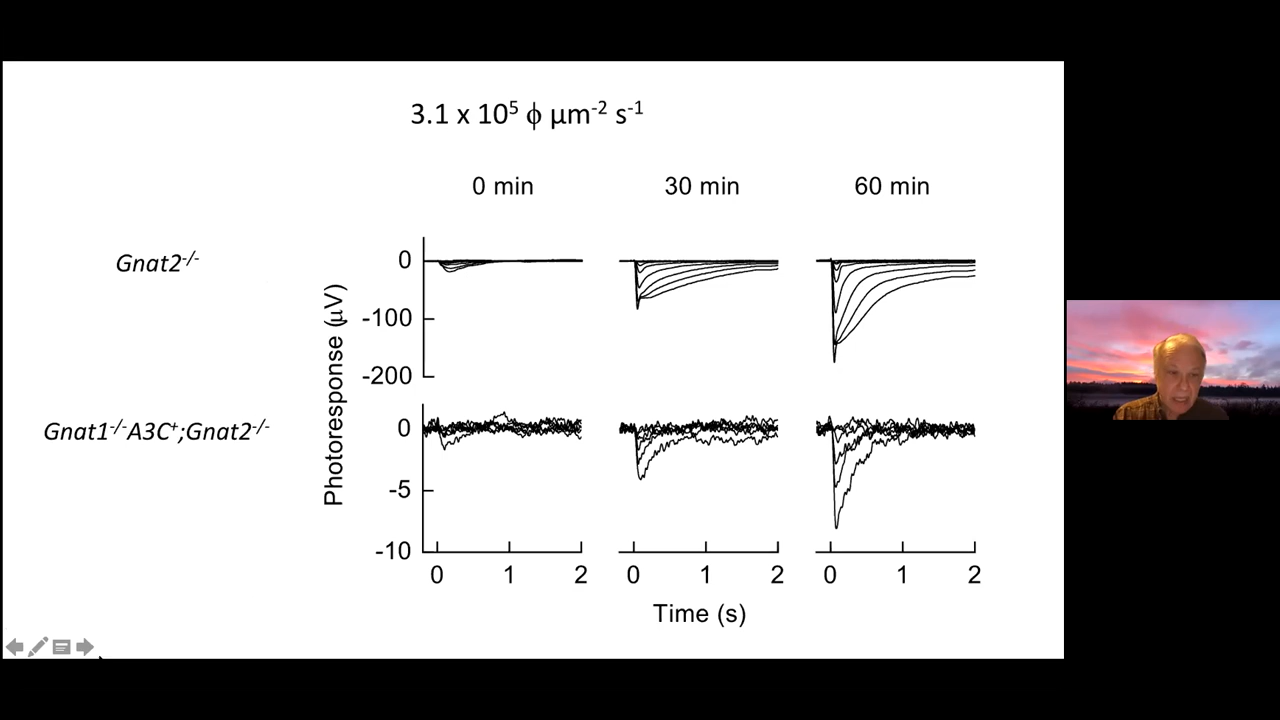 3.1 x 10⁵ ϕ µm⁻² s⁻¹
0 min 30 min 60 min
Gnat2⁻/⁻
0
-100
-200
Photoresponse (µV)
Gnat1⁻/⁻A3C⁺;Gnat2⁻/⁻
0
-5
-10
0 1 2 0 1 2 0 1 2
Time (s)